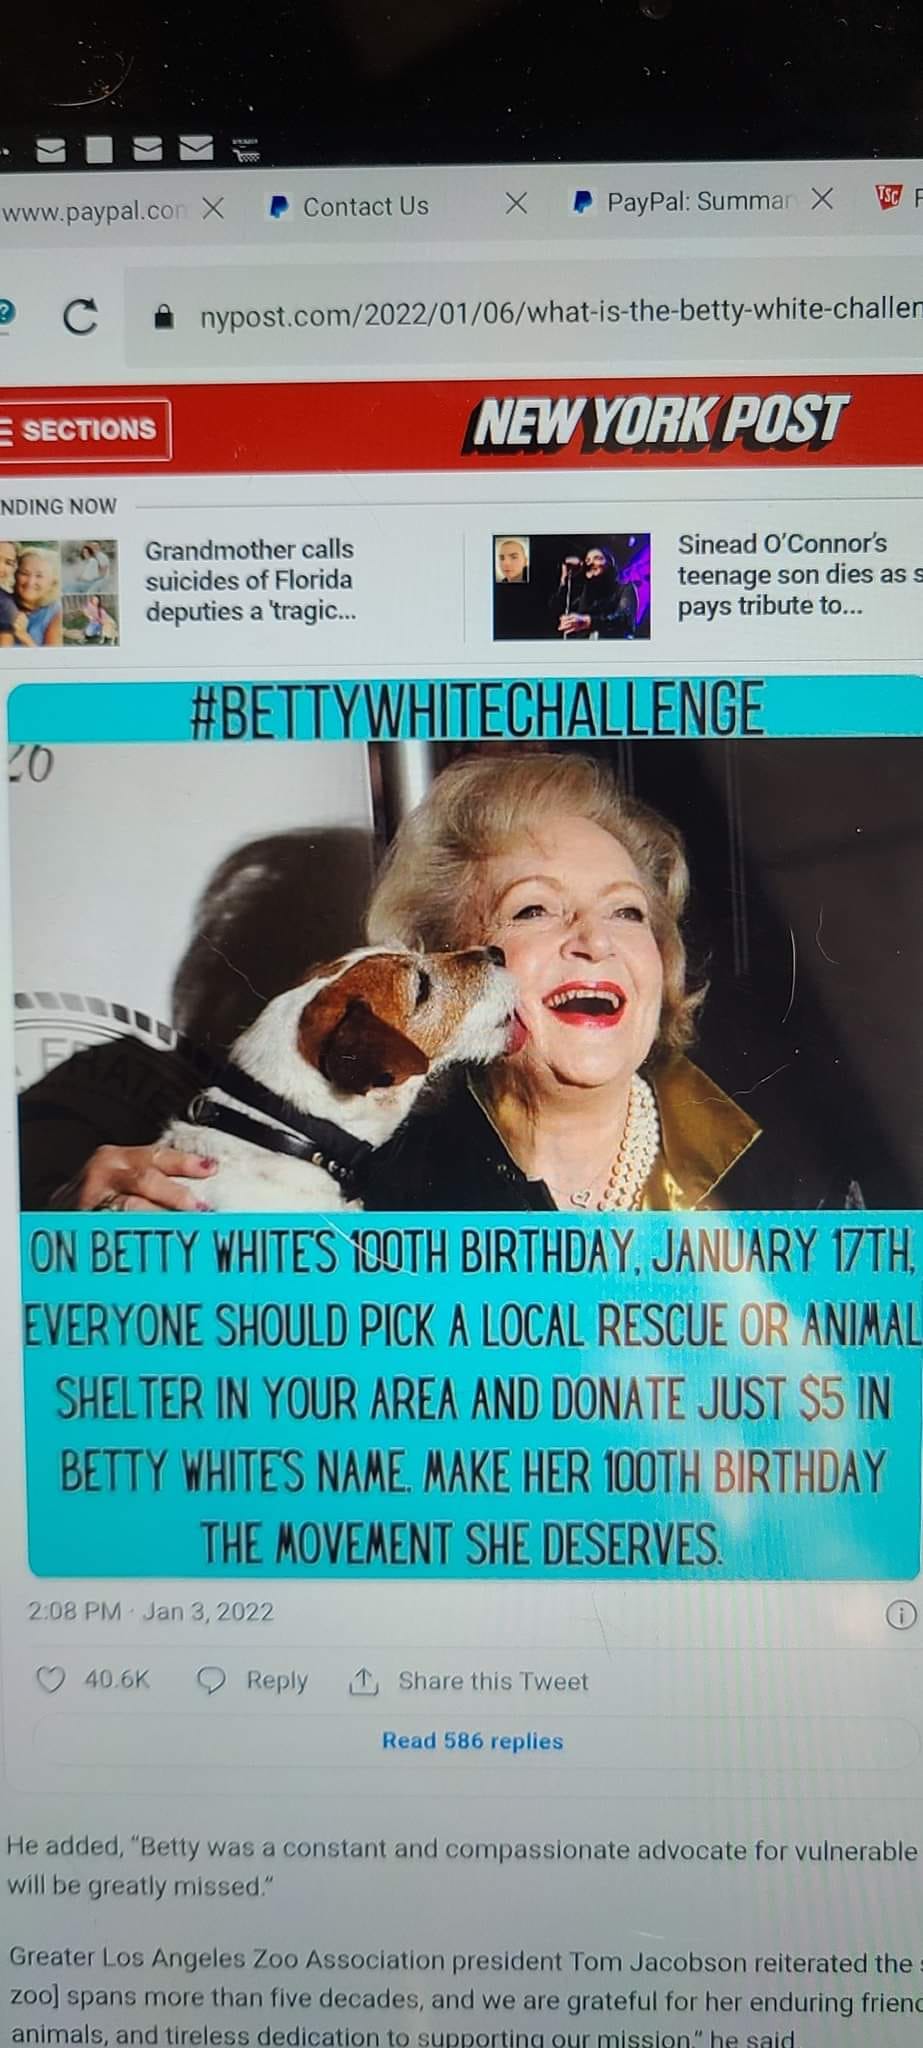 www.paypal.con
Contact Us
PayPal: Summar
TSC
nypost.com/2022/01/06/what-is-the-betty-white-challen
SECTIONS
NEW YORK POST
NDING NOW
Grandmother calls
suicides of Florida
deputies a 'tragic...
Sinead O'Connor's
teenage son dies as s
pays tribute to...
#BETTYWHITECHALLENGE
ON BETTY WHITE'S 100TH BIRTHDAY, JANUARY 17TH,
EVERYONE SHOULD PICK A LOCAL RESCUE OR ANIMAL
SHELTER IN YOUR AREA AND DONATE JUST $5 IN
BETTY WHITE'S NAME. MAKE HER 100TH BIRTHDAY
THE MOVEMENT SHE DESERVES.
2:08 PM · Jan 3, 2022
40.6K Reply Share this Tweet
Read 586 replies
He added, “Betty was a constant and compassionate advocate for vulnerable
will be greatly missed.”
Greater Los Angeles Zoo Association president Tom Jacobson reiterated the
zoo] spans more than five decades, and we are grateful for her enduring friend
animals, and tireless dedication to supporting our mission,” he said